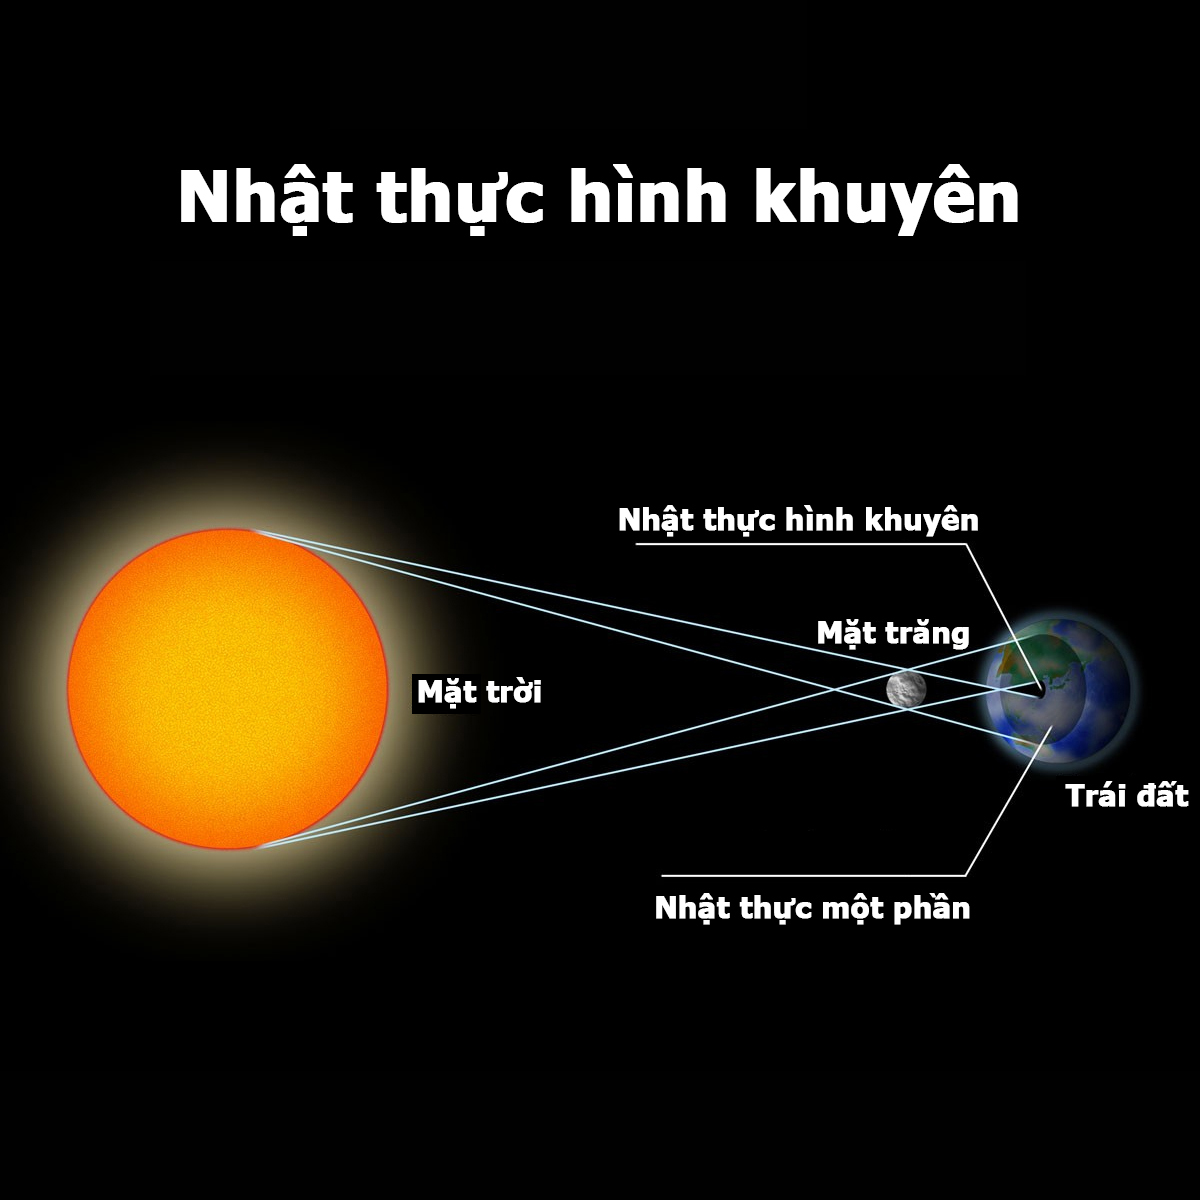 Nhật thực hình khuyên
Nhật thực hình khuyên
Mặt trăng
Mặt trời
Trái đất
Nhật thực một phần